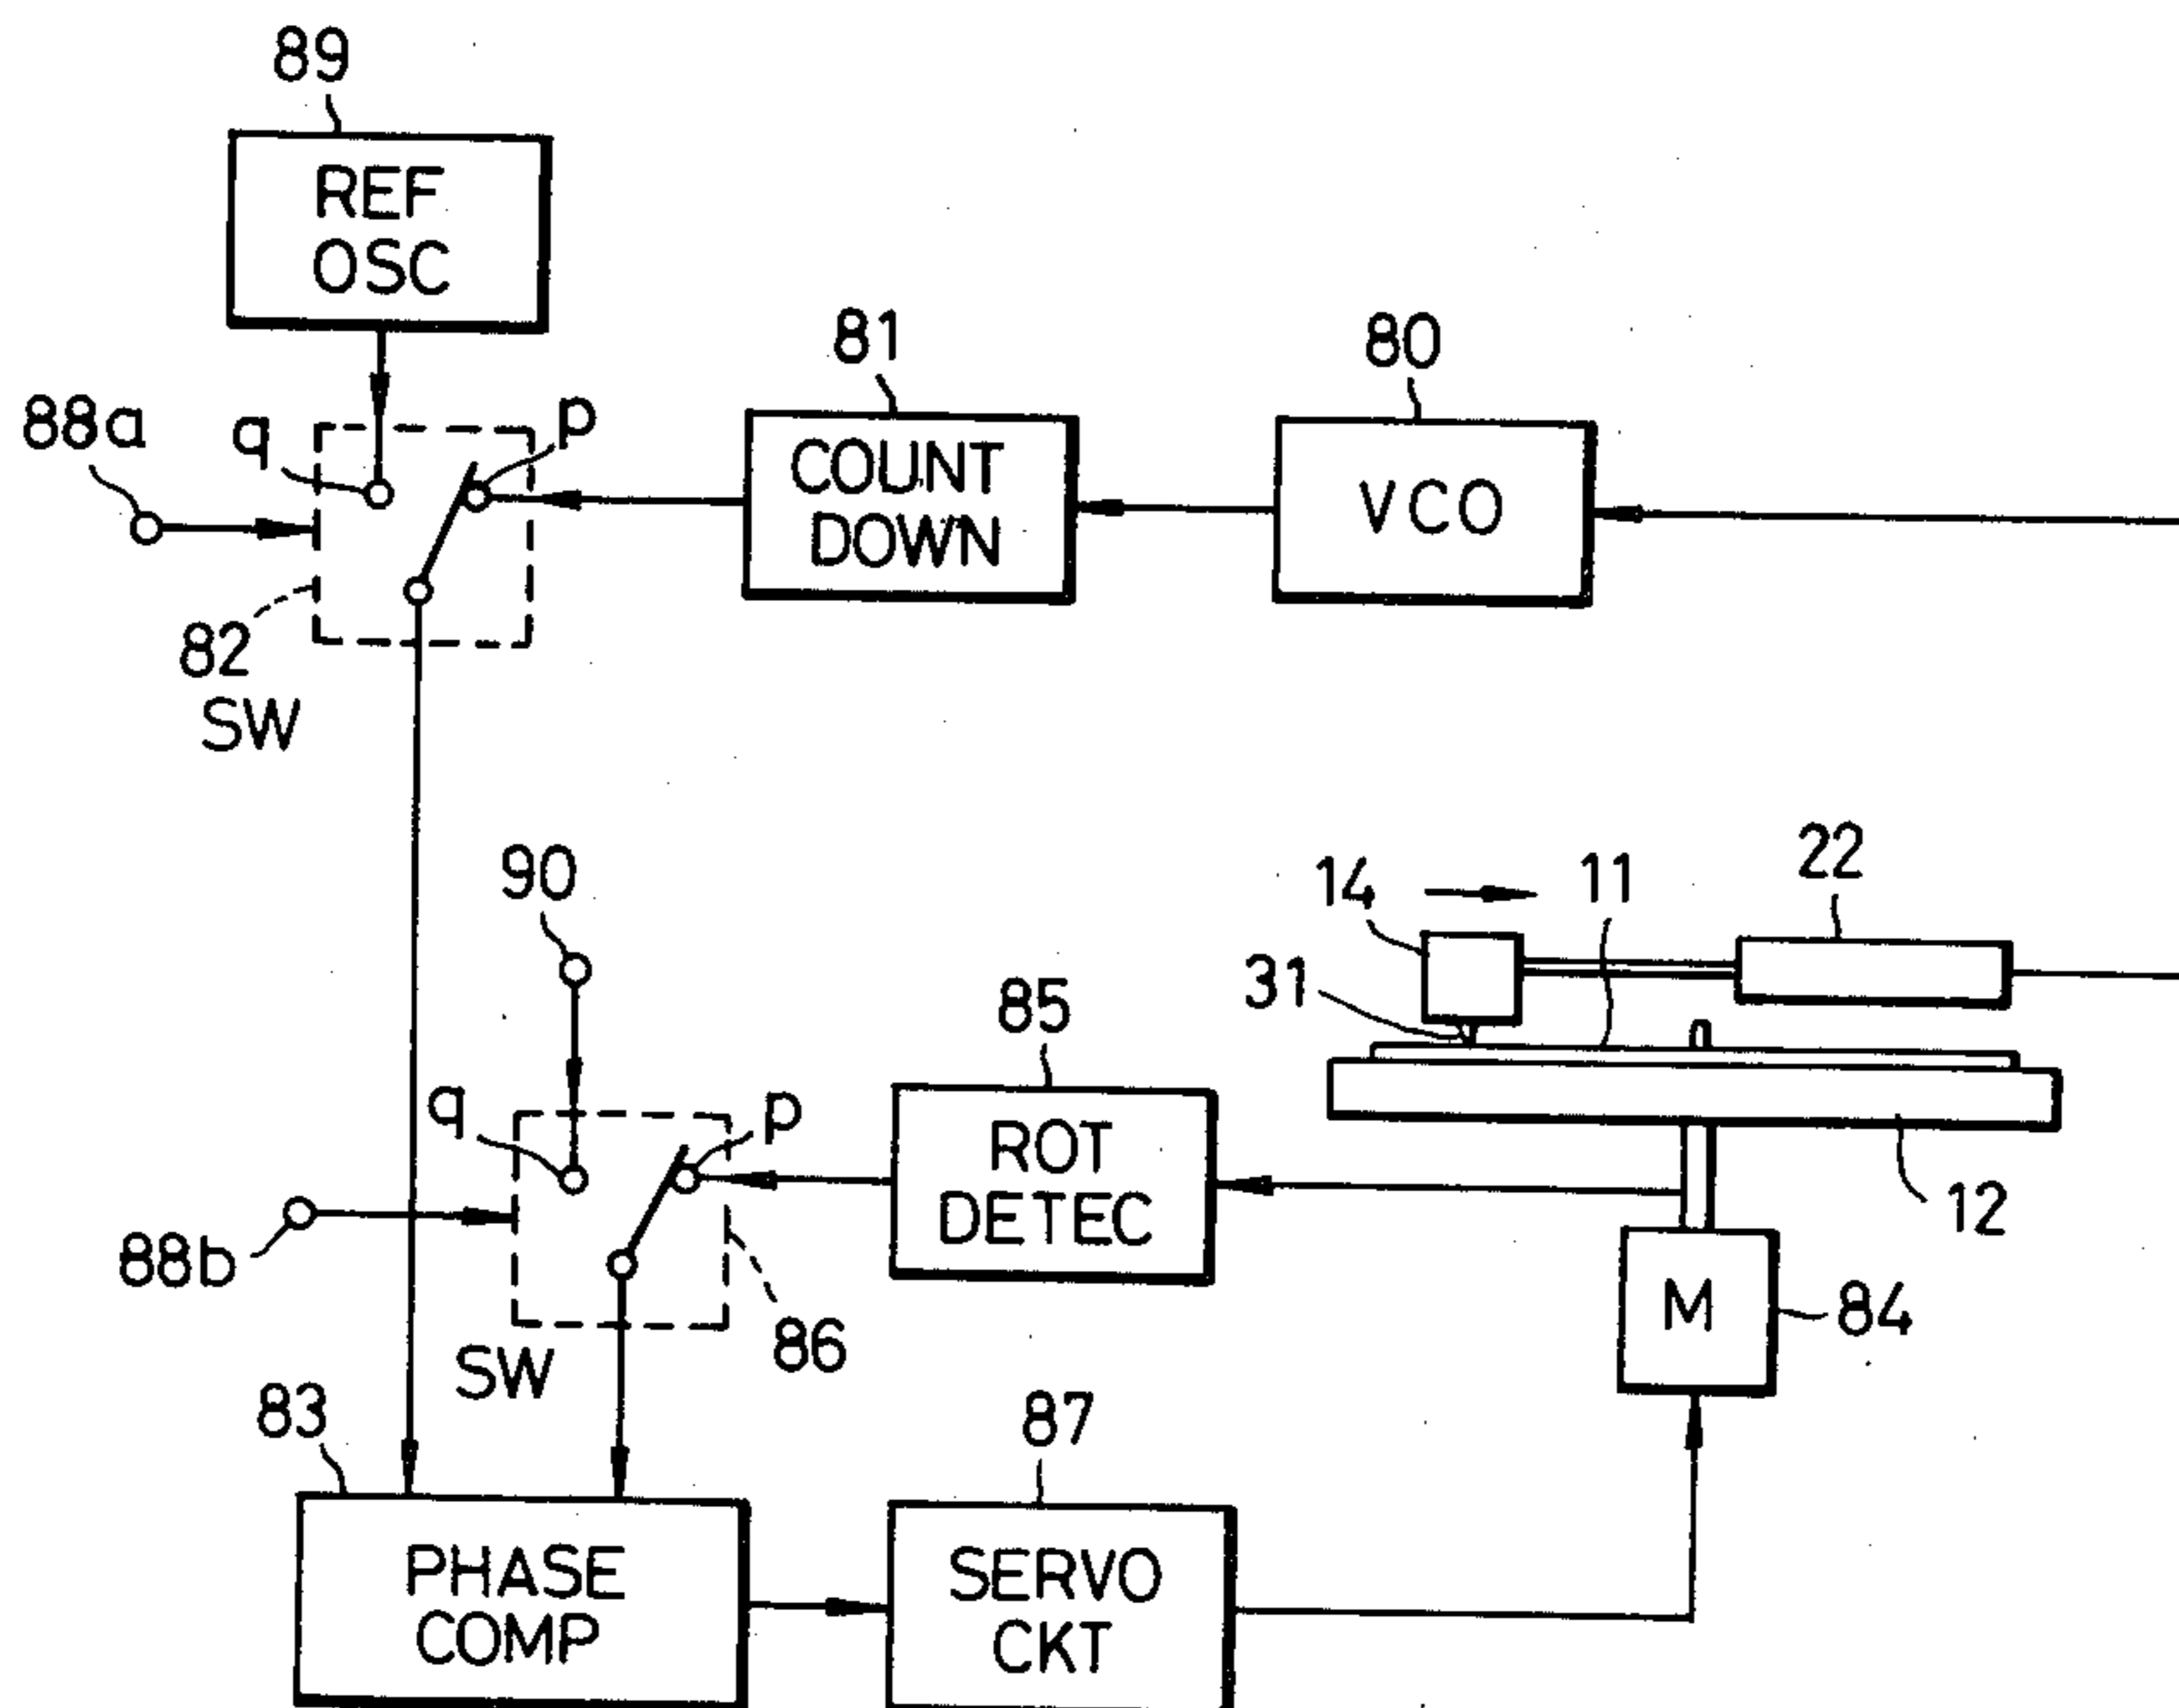 89
REF
OSC
81
80
88a
q
p
COUNT
DOWN
VCO
82
SW
90
14
11
22
31
85
q
p
ROT
DETEC
12
88b
M
84
86
SW
83
87
PHASE
COMP
SERVO
CKT